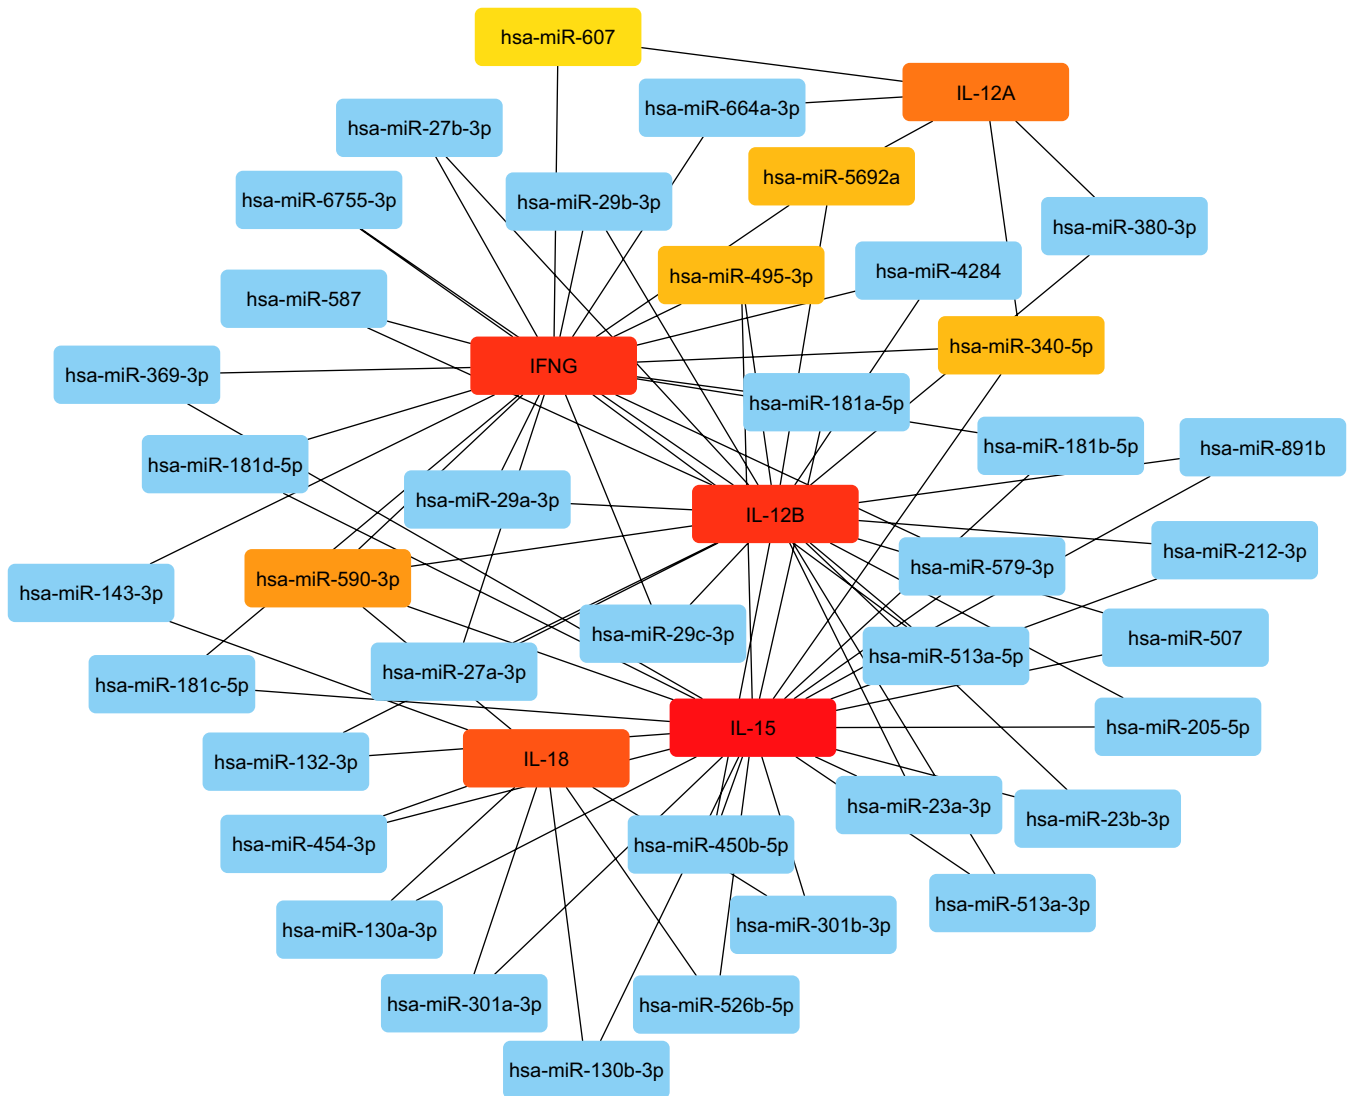 hsa-miR-607
IL-12A
hsa-miR-664a-3p
hsa-miR-27b-3p
hsa-miR-5692a
hsa-miR-6755-3p
hsa-miR-29b-3p
hsa-miR-380-3p
hsa-miR-495-3p
hsa-miR-4284
hsa-miR-587
hsa-miR-340-5p
IFNG
hsa-miR-369-3p
hsa-miR-181a-5p
hsa-miR-181b-5p
hsa-miR-891b
hsa-miR-181d-5p
hsa-miR-29a-3p
IL-12B
hsa-miR-212-3p
hsa-miR-579-3p
hsa-miR-590-3p
hsa-miR-143-3p
hsa-miR-29c-3p
hsa-miR-507
hsa-miR-513a-5p
hsa-miR-27a-3p
hsa-miR-181c-5p
IL-15
hsa-miR-205-5p
hsa-miR-132-3p
IL-18
hsa-miR-23a-3p
hsa-miR-23b-3p
hsa-miR-454-3p
hsa-miR-450b-5p
hsa-miR-513a-3p
hsa-miR-301b-3p
hsa-miR-130a-3p
hsa-miR-301a-3p
hsa-miR-526b-5p
hsa-miR-130b-3p